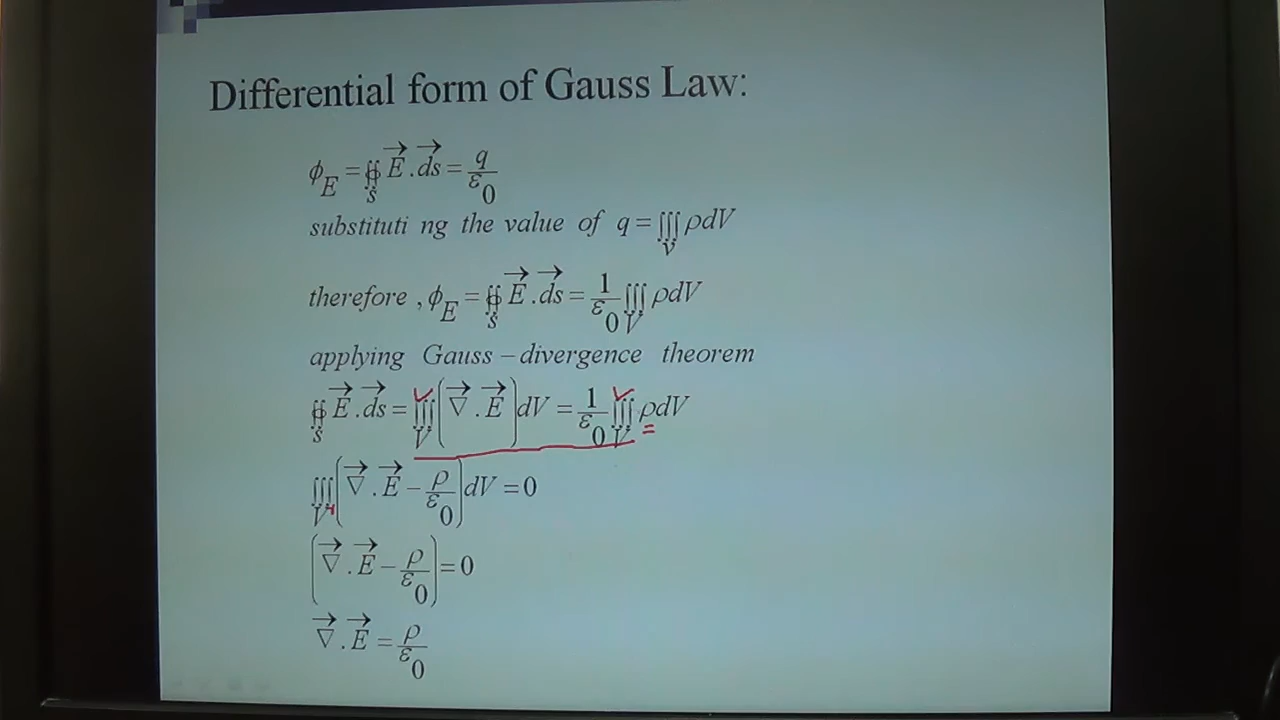 Differential form of Gauss Law:
ϕ_E = ∯_S E⃗ . ds⃗ = q/ε_0
substituti ng the value of q = ∭_V ρdV
therefore , ϕ_E = ∯_S E⃗ . ds⃗ = 1/ε_0 ∭_V ρdV
applying Gauss – divergence theorem
∯_S E⃗ . ds⃗ = ∭_V (∇⃗ . E⃗) dV = 1/ε_0 ∭_V ρdV
∭_V (∇⃗ . E⃗ – ρ/ε_0) dV = 0
(∇⃗ . E⃗ – ρ/ε_0) = 0
∇⃗ . E⃗ = ρ/ε_0